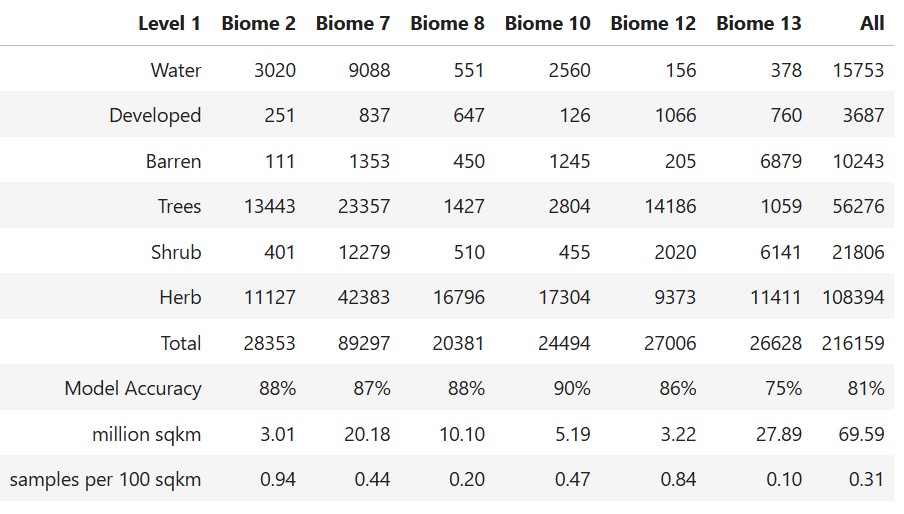 Level 1 Biome 2 Biome 7 Biome 8 Biome 10 Biome 12 Biome 13 All
Water 3020 9088 551 2560 156 378 15753
Developed 251 837 647 126 1066 760 3687
Barren 111 1353 450 1245 205 6879 10243
Trees 13443 23357 1427 2804 14186 1059 56276
Shrub 401 12279 510 455 2020 6141 21806
Herb 11127 42383 16796 17304 9373 11411 108394
Total 28353 89297 20381 24494 27006 26628 216159
Model Accuracy 88% 87% 88% 90% 86% 75% 81%
million sqkm 3.01 20.18 10.10 5.19 3.22 27.89 69.59
samples per 100 sqkm 0.94 0.44 0.20 0.47 0.84 0.10 0.31